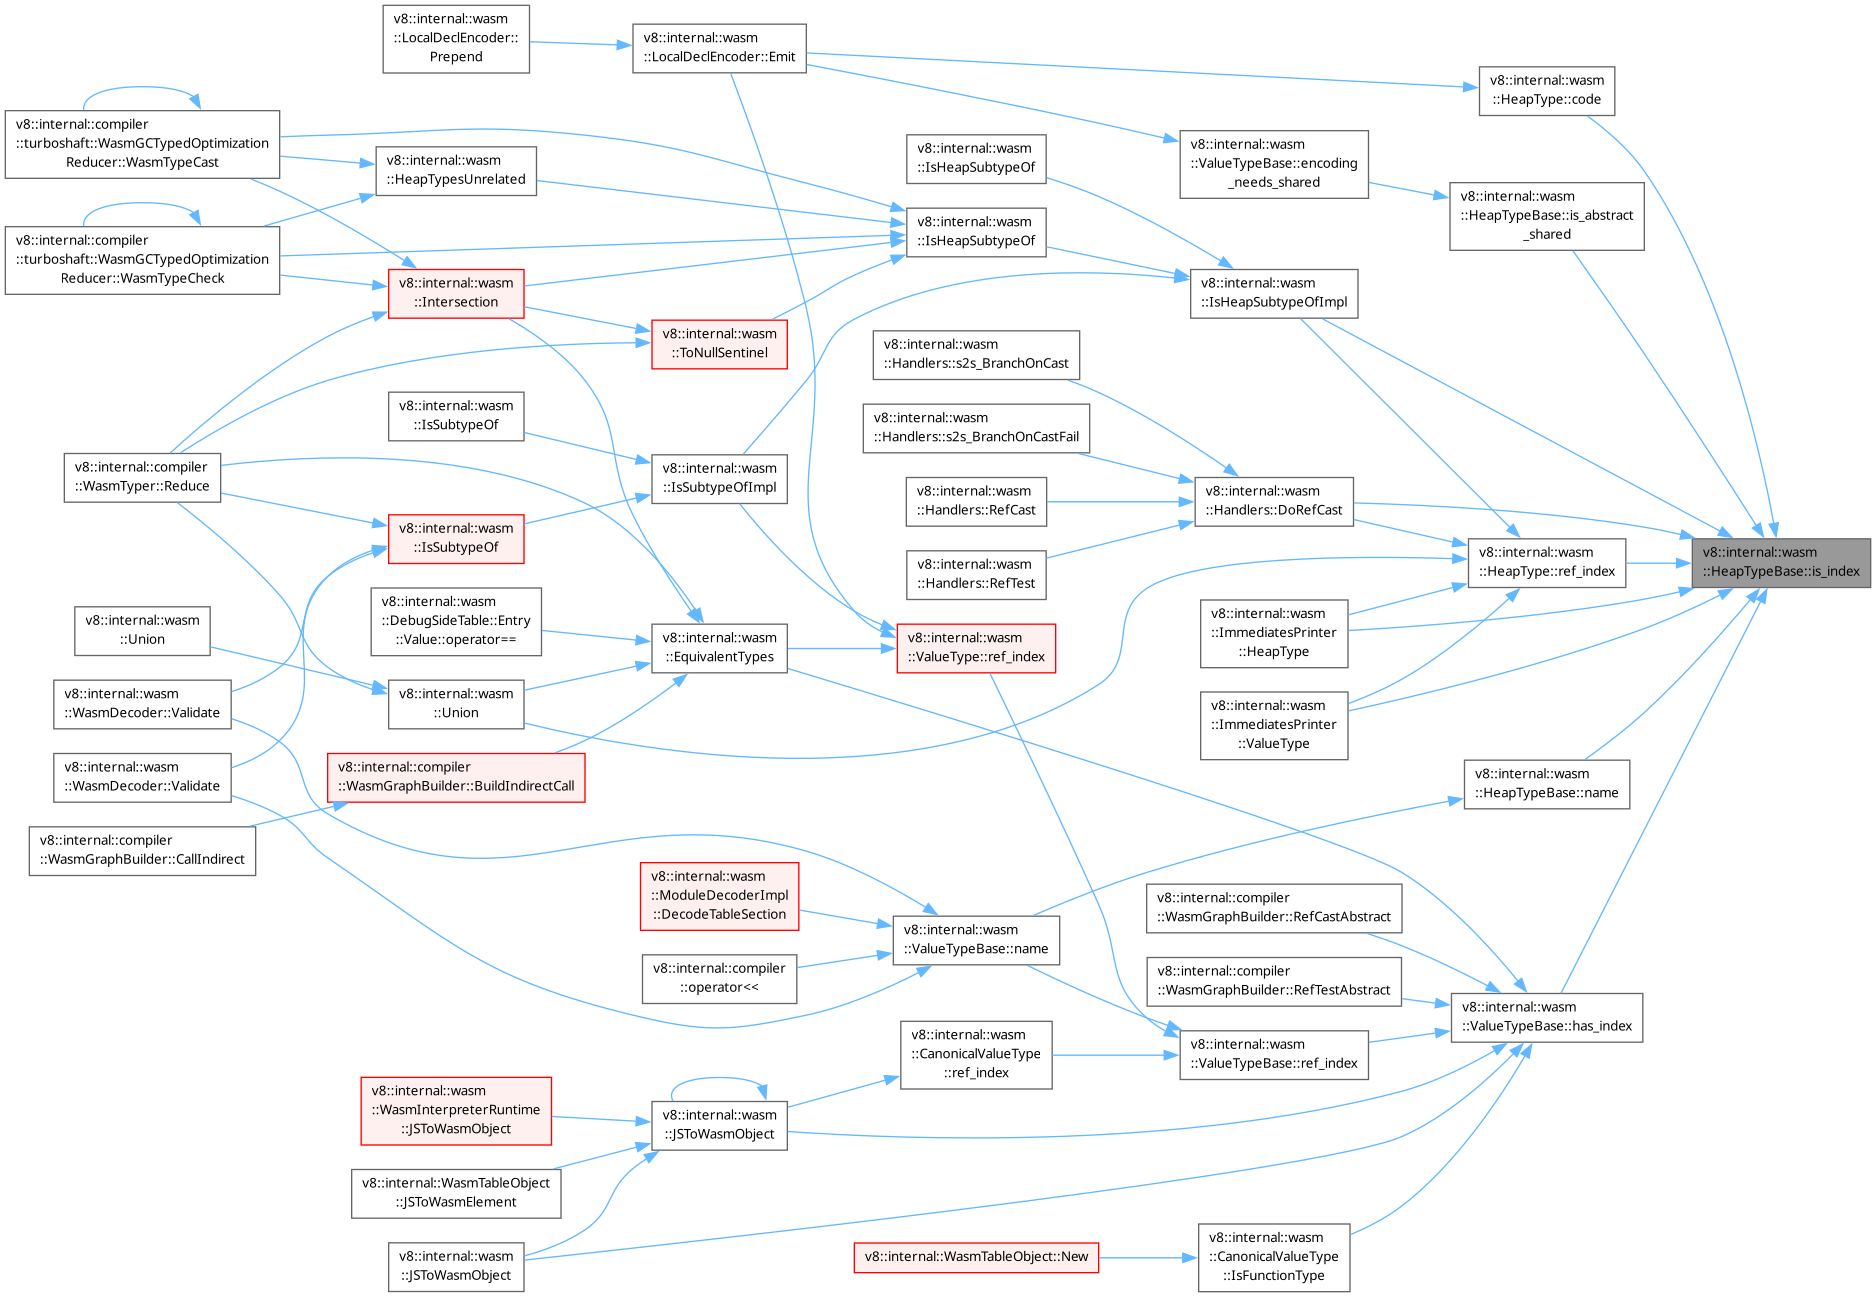 v8::internal::wasm
::LocalDeclEncoder::
Prepend
v8::internal::wasm
::LocalDeclEncoder::Emit
v8::internal::wasm
::HeapType::code
v8::internal::compiler
::turboshaft::WasmGCTypedOptimization
Reducer::WasmTypeCast
v8::internal::wasm
::HeapTypesUnrelated
v8::internal::wasm
::IsHeapSubtypeOf
v8::internal::wasm
::ValueTypeBase::encoding
_needs_shared
v8::internal::wasm
::HeapTypeBase::is_abstract
_shared
v8::internal::compiler
::turboshaft::WasmGCTypedOptimization
Reducer::WasmTypeCheck
v8::internal::wasm
::IsHeapSubtypeOf
v8::internal::wasm
::Intersection
v8::internal::wasm
::IsHeapSubtypeOfImpl
v8::internal::wasm
::ToNullSentinel
v8::internal::wasm
::Handlers::s2s_BranchOnCast
v8::internal::wasm
::IsSubtypeOf
v8::internal::wasm
::Handlers::s2s_BranchOnCastFail
v8::internal::compiler
::WasmTyper::Reduce
v8::internal::wasm
::IsSubtypeOfImpl
v8::internal::wasm
::Handlers::RefCast
v8::internal::wasm
::Handlers::DoRefCast
v8::internal::wasm
::IsSubtypeOf
v8::internal::wasm
::Handlers::RefTest
v8::internal::wasm
::HeapType::ref_index
v8::internal::wasm
::HeapTypeBase::is_index
v8::internal::wasm
::Union
v8::internal::wasm
::DebugSideTable::Entry
::Value::operator==
v8::internal::wasm
::EquivalentTypes
v8::internal::wasm
::ValueType::ref_index
v8::internal::wasm
::ImmediatesPrinter
::HeapType
v8::internal::wasm
::WasmDecoder::Validate
v8::internal::wasm
::Union
v8::internal::wasm
::ImmediatesPrinter
::ValueType
v8::internal::wasm
::WasmDecoder::Validate
v8::internal::compiler
::WasmGraphBuilder::BuildIndirectCall
v8::internal::wasm
::HeapTypeBase::name
v8::internal::compiler
::WasmGraphBuilder::CallIndirect
v8::internal::wasm
::ModuleDecoderImpl
::DecodeTableSection
v8::internal::wasm
::ValueTypeBase::name
v8::internal::compiler
::WasmGraphBuilder::RefCastAbstract
v8::internal::compiler
::operator<<
v8::internal::compiler
::WasmGraphBuilder::RefTestAbstract
v8::internal::wasm
::ValueTypeBase::has_index
v8::internal::wasm
::CanonicalValueType
::ref_index
v8::internal::wasm
::ValueTypeBase::ref_index
v8::internal::wasm
::WasmInterpreterRuntime
::JSToWasmObject
v8::internal::wasm
::JSToWasmObject
v8::internal::WasmTableObject
::JSToWasmElement
v8::internal::wasm
::JSToWasmObject
v8::internal::WasmTableObject::New
v8::internal::wasm
::CanonicalValueType
::IsFunctionType